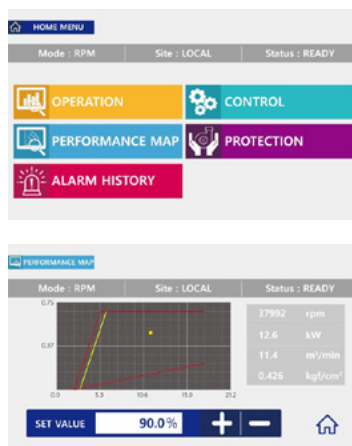 HOME MENU
Mode : RPM Site : LOCAL Status : READY
OPERATION CONTROL
PERFORMANCE MAP PROTECTION
ALARM HISTORY
PERFORMANCE MAP
Mode : RPM Site : LOCAL Status : READY
0.75
37992 rpm
12.6 kW
0.37
11.4 m³/min
0.426 kgf/cm²
0.0 5.3 10.6 15.9 21.2
SET VALUE 90.0%